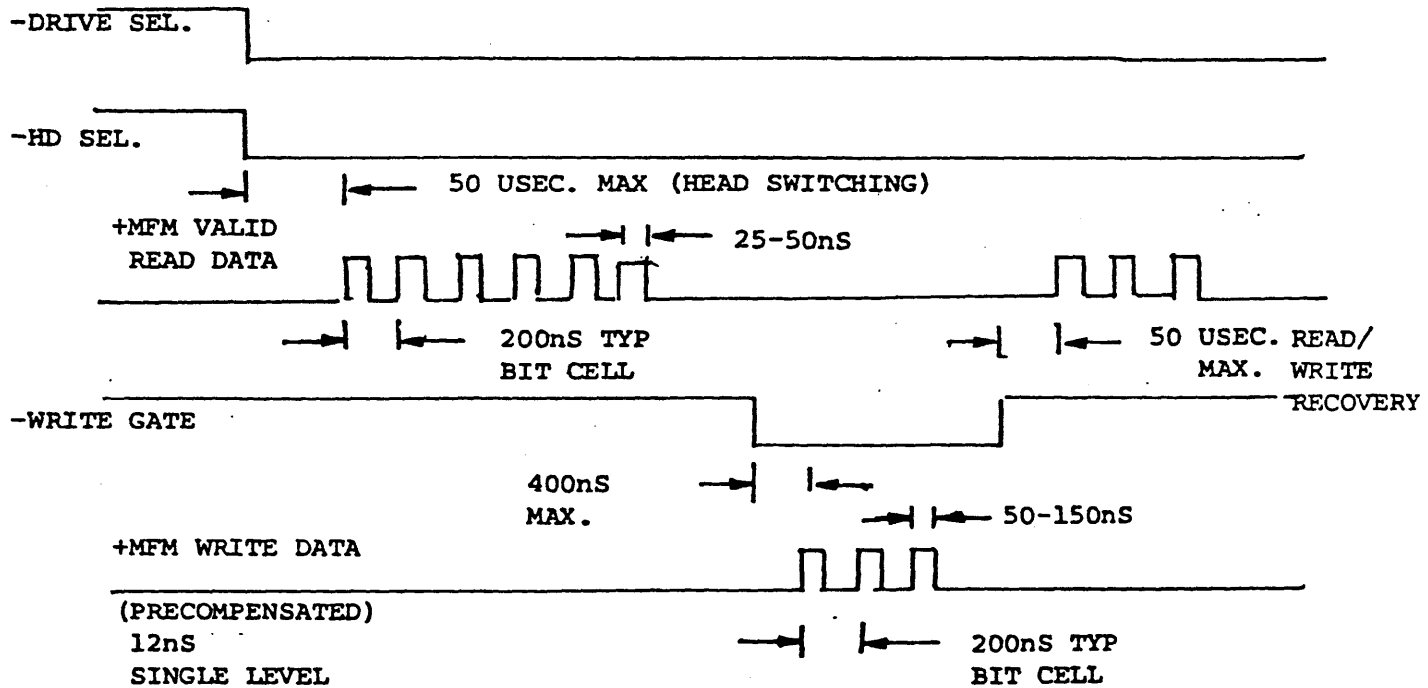 -DRIVE SEL.
-HD SEL.
50 USEC. MAX (HEAD SWITCHING)
+MFM VALID
READ DATA
25-50nS
200nS TYP
BIT CELL
50 USEC. READ/
MAX. WRITE
RECOVERY
-WRITE GATE
400nS
MAX.
50-150nS
+MFM WRITE DATA
(PRECOMPENSATED)
12nS
SINGLE LEVEL
200nS TYP
BIT CELL